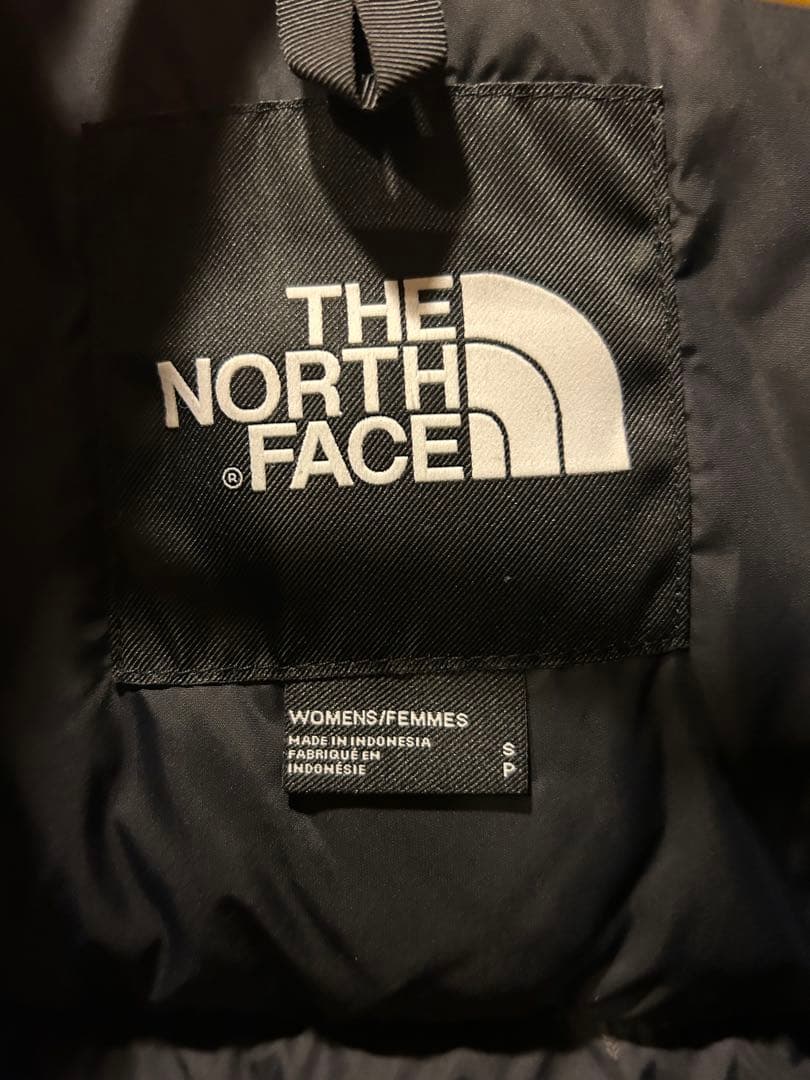 THE
NORTH
® FACE
WOMENS/FEMMES
MADE IN INDONESIA
FABRIQUÉ EN
INDONÉSIE
S
P